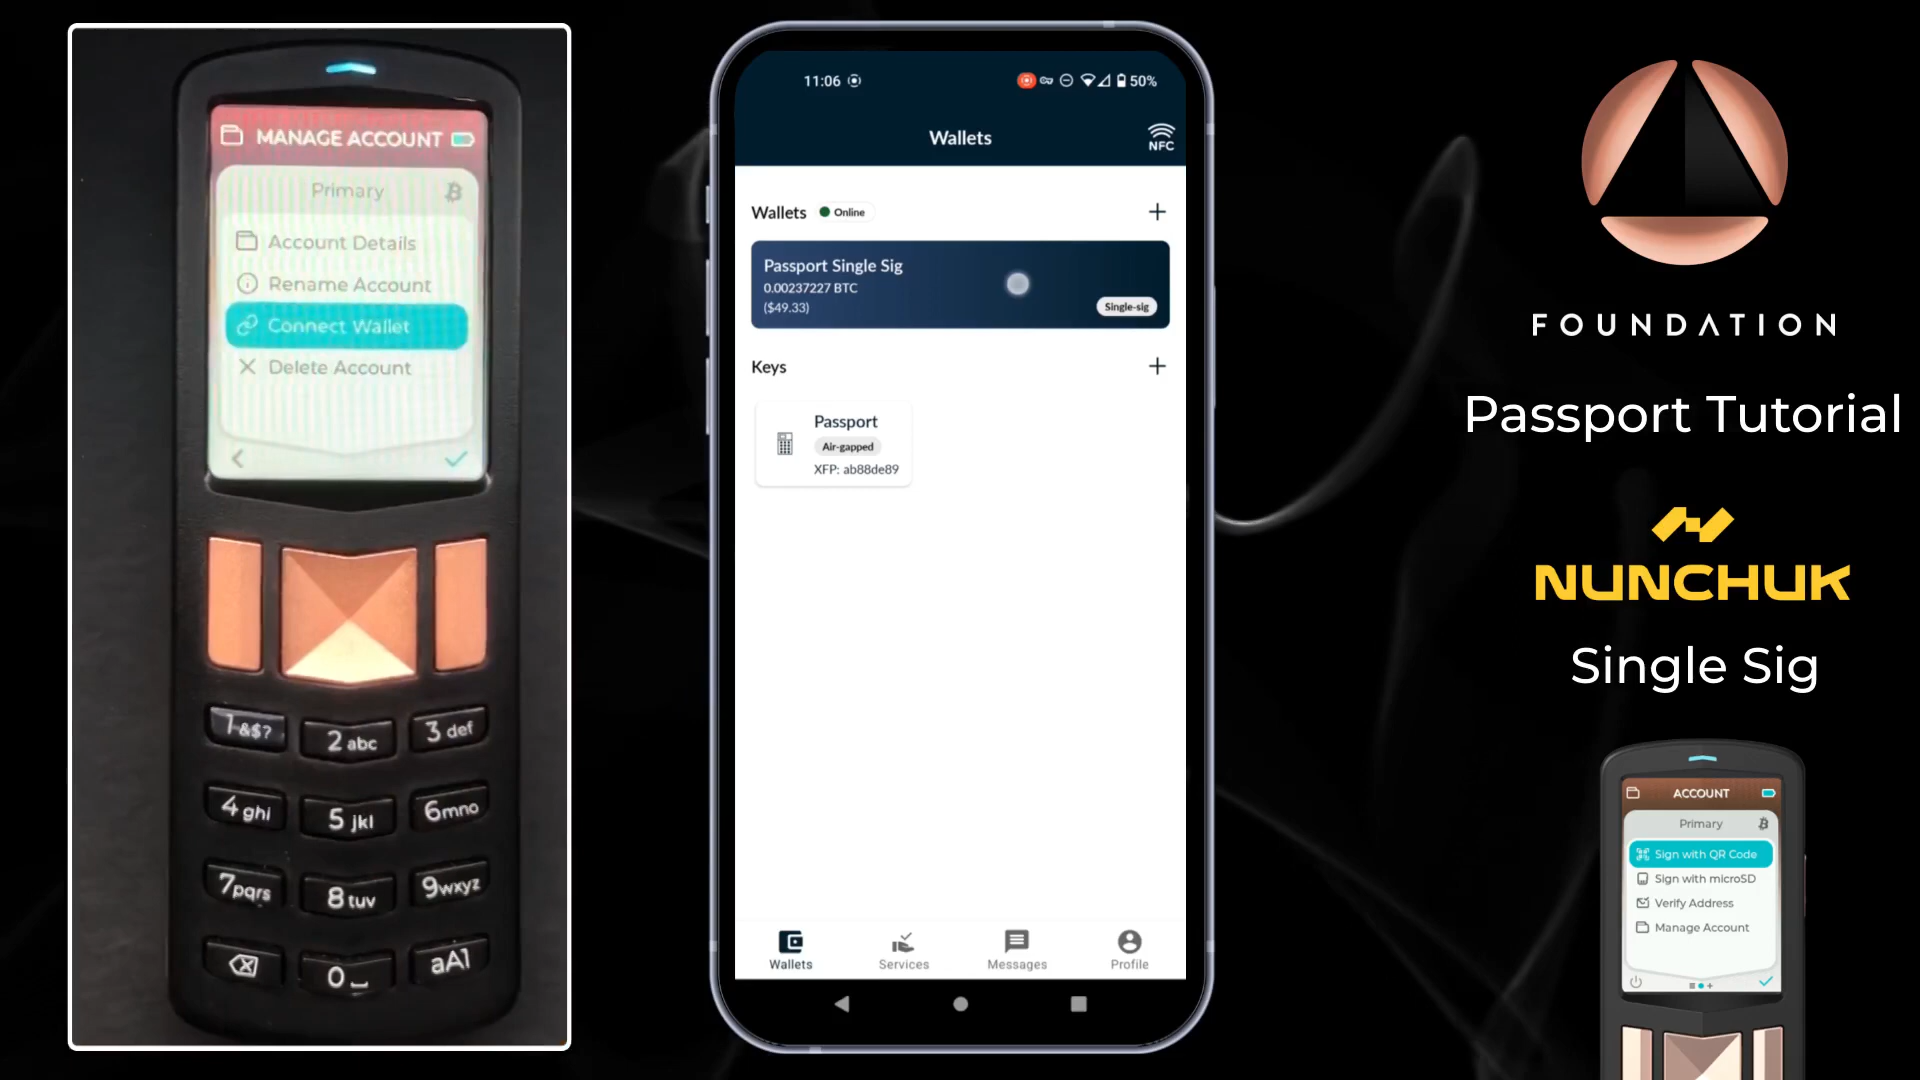 MANAGE ACCOUNT
Primary
Account Details
Rename Account
Connect Wallet
Delete Account
1 &$?
2 abc
3 def
4 ghi
5 jkl
6 mno
7 pqrs
8 tuv
9 wxyz
0
aA1
11:06
50%
Wallets
NFC
Wallets
Online
Passport Single Sig
0.00237227 BTC
($49.33)
Single-sig
Keys
Passport
Air-gapped
XFP: ab88de89
Wallets
Services
Messages
Profile
FOUNDATION
Passport Tutorial
NUNCHUK
Single Sig
ACCOUNT
Primary
Sign with QR Code
Sign with microSD
Verify Address
Manage Account